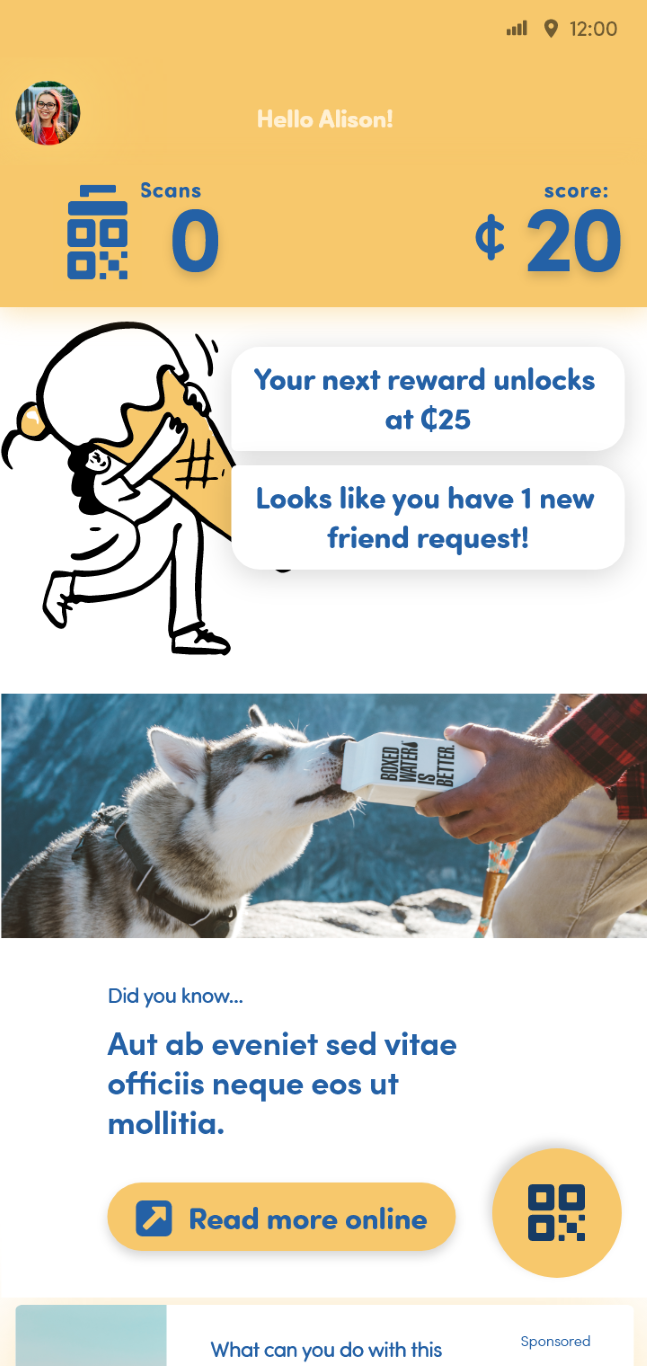 12:00
Hello Alison!
Scans
0
score:
₵ 20
Your next reward unlocks
at ₵25
Looks like you have 1 new
friend request!
BOXED
WATER
IS
BETTER.
Did you know...
Aut ab eveniet sed vitae
officiis neque eos ut
mollitia.
Read more online
What can you do with this
Sponsored